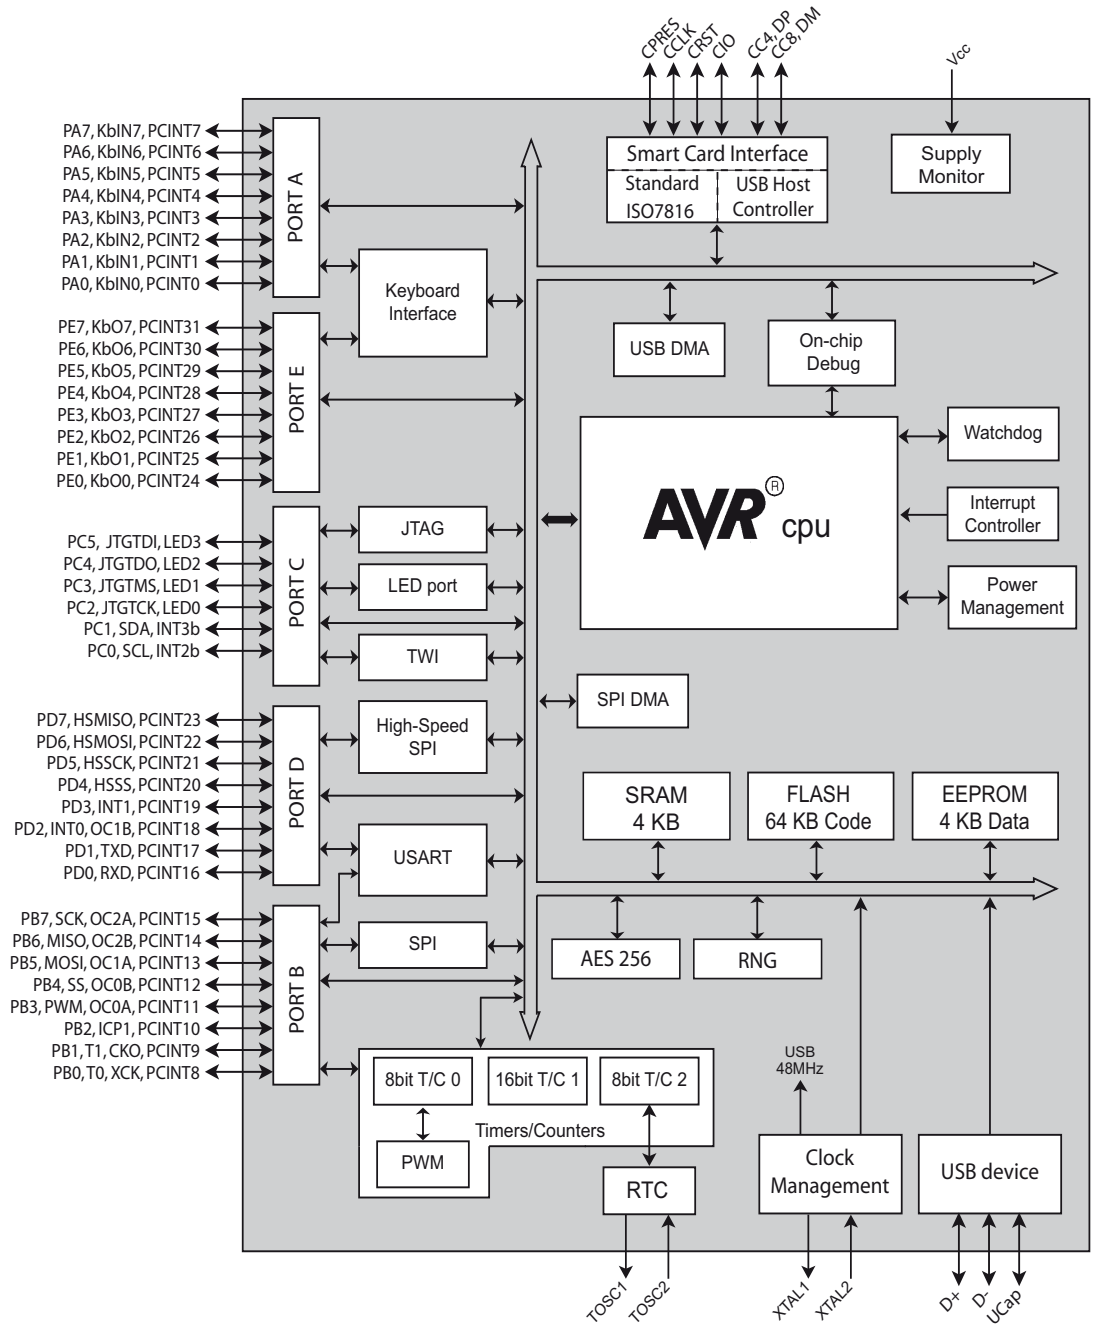 CPRES
CCLK
CRST
CIO
CC4, DP
CC8, DM
Vcc
PA7, KbIN7, PCINT7
PA6, KbIN6, PCINT6
PA5, KbIN5, PCINT5
PA4, KbIN4, PCINT4
PA3, KbIN3, PCINT3
PA2, KbIN2, PCINT2
PA1, KbIN1, PCINT1
PA0, KbIN0, PCINT0
PORT A
Smart Card Interface
Standard
ISO7816
USB Host
Controller
Supply
Monitor
Keyboard
Interface
PE7, KbO7, PCINT31
PE6, KbO6, PCINT30
PE5, KbO5, PCINT29
PE4, KbO4, PCINT28
PE3, KbO3, PCINT27
PE2, KbO2, PCINT26
PE1, KbO1, PCINT25
PE0, KbO0, PCINT24
PORT E
USB DMA
On-chip
Debug
AVR® cpu
Watchdog
Interrupt
Controller
Power
Management
PC5, JTGTDI, LED3
PC4, JTGTDO, LED2
PC3, JTGTMS, LED1
PC2, JTGTCK, LED0
PC1, SDA, INT3b
PC0, SCL, INT2b
PORT C
JTAG
LED port
TWI
SPI DMA
PD7, HSMISO, PCINT23
PD6, HSMOSI, PCINT22
PD5, HSSCK, PCINT21
PD4, HSSS, PCINT20
PD3, INT1, PCINT19
PD2, INT0, OC1B, PCINT18
PD1, TXD, PCINT17
PD0, RXD, PCINT16
PORT D
High-Speed
SPI
USART
SRAM
4 KB
FLASH
64 KB Code
EEPROM
4 KB Data
PB7, SCK, OC2A, PCINT15
PB6, MISO, OC2B, PCINT14
PB5, MOSI, OC1A, PCINT13
PB4, SS, OC0B, PCINT12
PB3, PWM, OC0A, PCINT11
PB2, ICP1, PCINT10
PB1, T1, CKO, PCINT9
PB0, T0, XCK, PCINT8
PORT B
SPI
AES 256
RNG
8bit T/C 0
16bit T/C 1
8bit T/C 2
Timers/Counters
PWM
RTC
USB
48MHz
Clock
Management
USB device
TOSC1
TOSC2
XTAL1
XTAL2
D+
D-
UCap